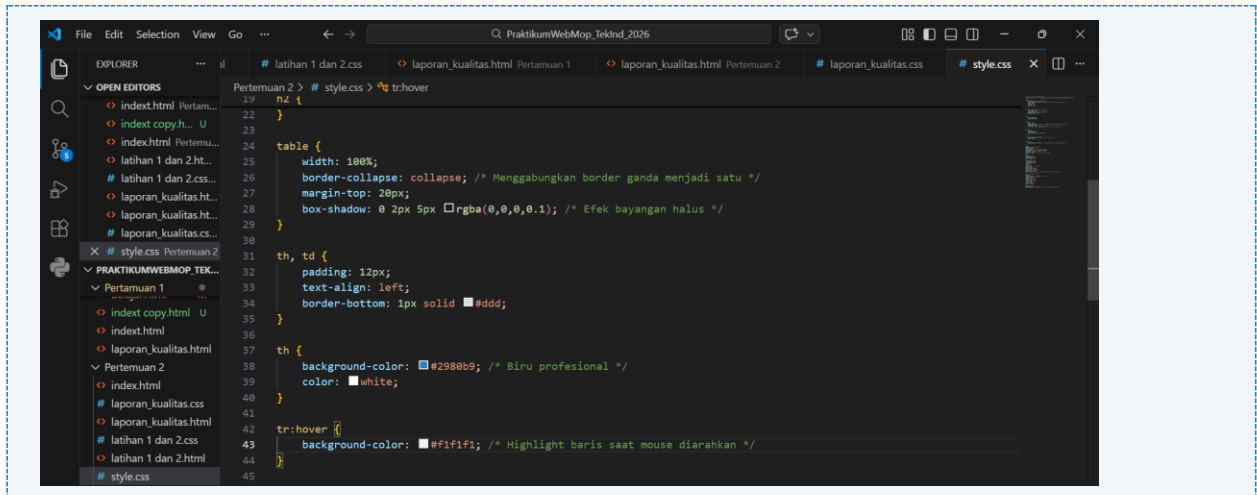 File Edit Selection View Go ... PraktikumWebMop_TekInd_2026
EXPLORER ...
# latihan 1 dan 2.css laporan_kualitas.html Pertamuan 1 laporan_kualitas.html Pertemuan 2 # laporan_kualitas.css # style.css
OPEN EDITORS
indext.html Pertam...
indext copy.h... U
index.html Pertemu...
latihan 1 dan 2.ht...
# latihan 1 dan 2.css...
laporan_kualitas.ht...
laporan_kualitas.ht...
# laporan_kualitas.cs...
# style.css Pertemuan 2
5
PRAKTIKUMWEBMOP_TEK...
Pertamuan 1
indext copy.html U
indext.html
laporan_kualitas.html
Pertemuan 2
index.html
# laporan_kualitas.css
laporan_kualitas.html
# latihan 1 dan 2.css
latihan 1 dan 2.html
# style.css
Pertemuan 2 > # style.css > tr:hover
19 h2 {
22 }
23
24 table {
25 width: 100%;
26 border-collapse: collapse; /* Menggabungkan border ganda menjadi satu */
27 margin-top: 20px;
28 box-shadow: 0 2px 5px rgba(0,0,0,0.1); /* Efek bayangan halus */
29 }
30
31 th, td {
32 padding: 12px;
33 text-align: left;
34 border-bottom: 1px solid #ddd;
35 }
36
37 th {
38 background-color: #2980b9; /* Biru profesional */
39 color: white;
40 }
41
42 tr:hover {
43 background-color: #f1f1f1; /* Highlight baris saat mouse diarahkan */
44 }
45